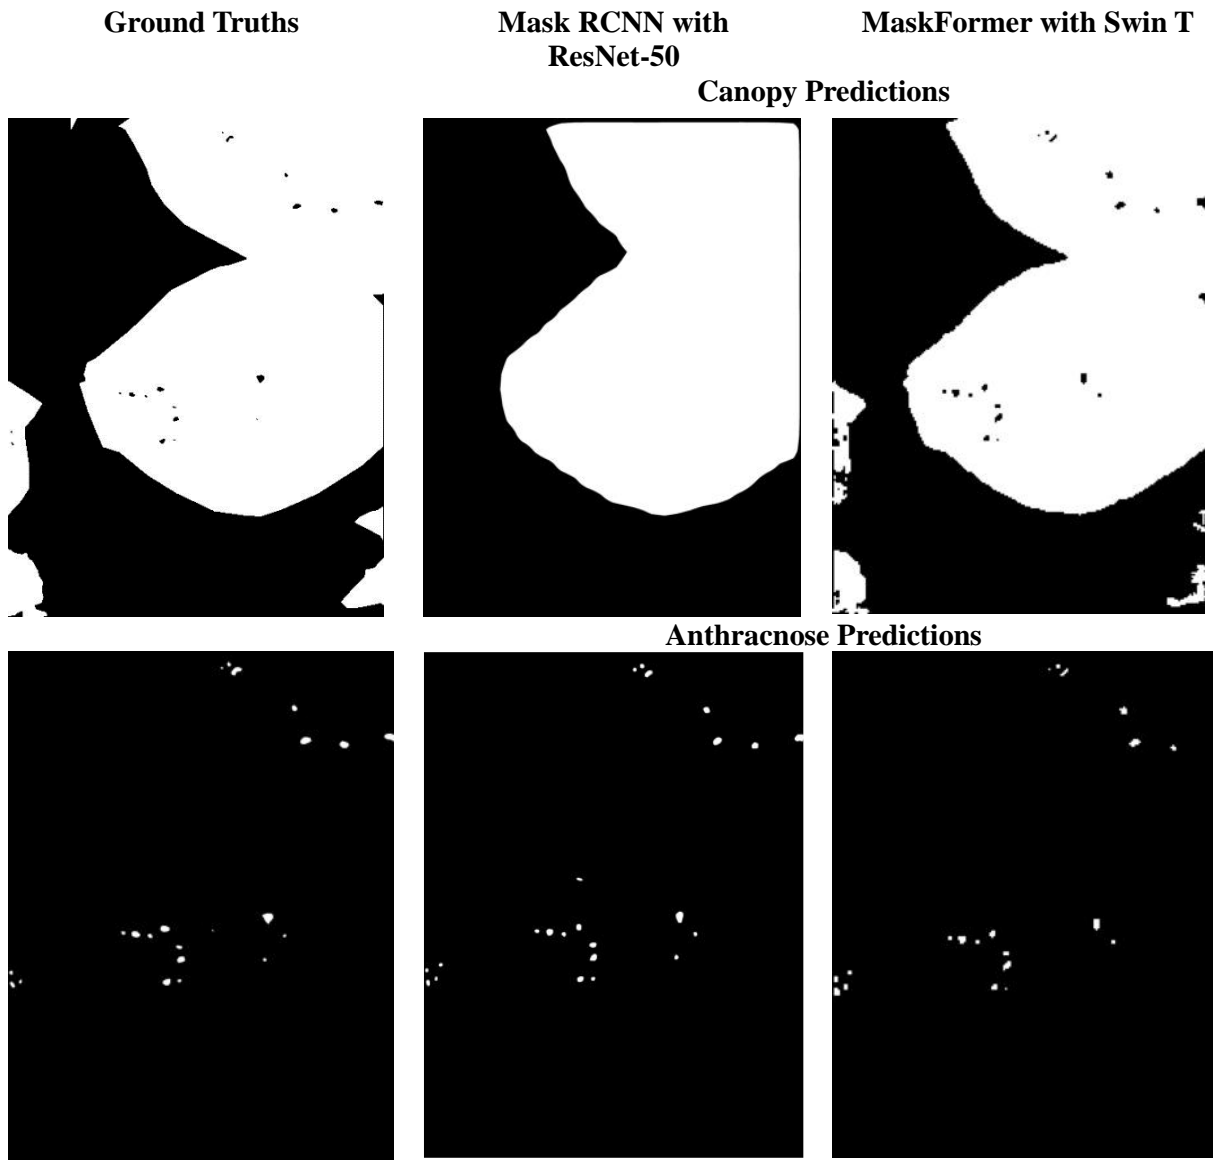 Ground Truths
Mask RCNN with
ResNet-50
MaskFormer with Swin T
Canopy Predictions
Anthracnose Predictions